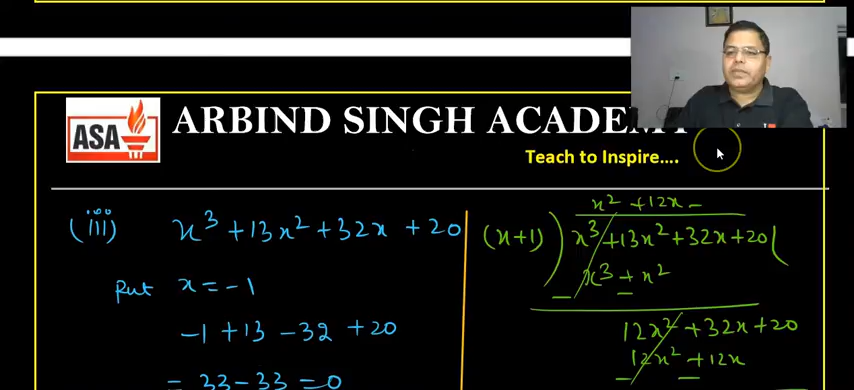 ASA
ARBIND SINGH ACADEMY
Teach to Inspire....
(iii) x³ + 13x² + 32x + 20
Put x = -1
-1 + 13 - 32 + 20
= 33 - 33 = 0
x² + 12x -
(x+1) ) x³ + 13x² + 32x + 20 (
x³ + x²
- -
12x² + 32x + 20
12x² + 12x
- -